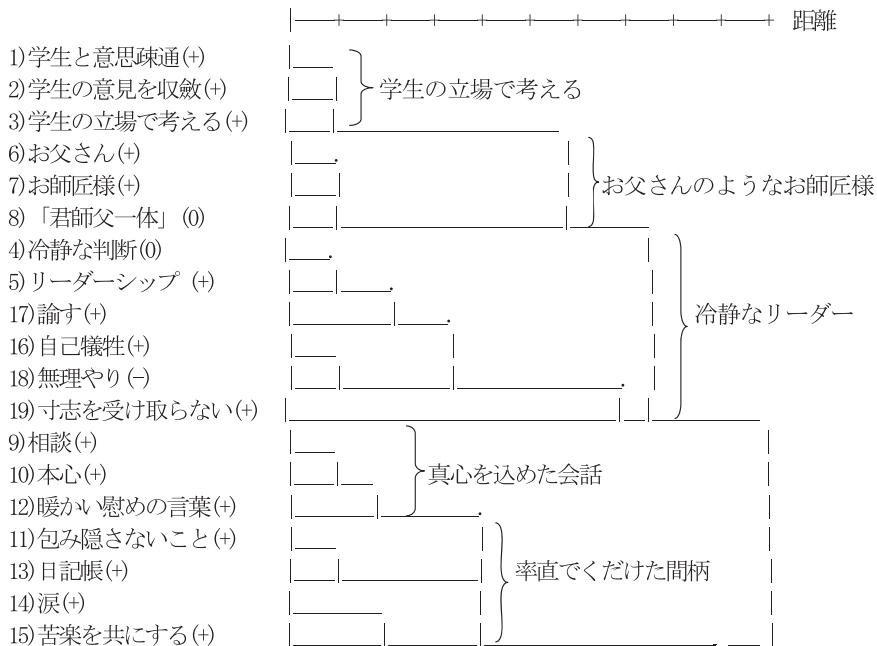 距離
1)学生と意思疎通(+)
2)学生の意見を収斂(+)
学生の立場で考える
3)学生の立場で考える(+)
6)お父さん(+)
7)お師匠様(+)
お父さんのようなお師匠様
8)「君師父一体」(0)
4)冷静な判断(0)
5)リーダーシップ (+)
17)諭す(+)
冷静なリーダー
16)自己犠牲(+)
18)無理やり(−)
19)寸志を受け取らない(+)
9)相談(+)
10)本心(+)
真心を込めた会話
12)暖かい慰めの言葉(+)
11)包み隠さないこと(+)
13)日記帳(+)
率直でくだけた間柄
14)涙(+)
15)苦楽を共にする(+)